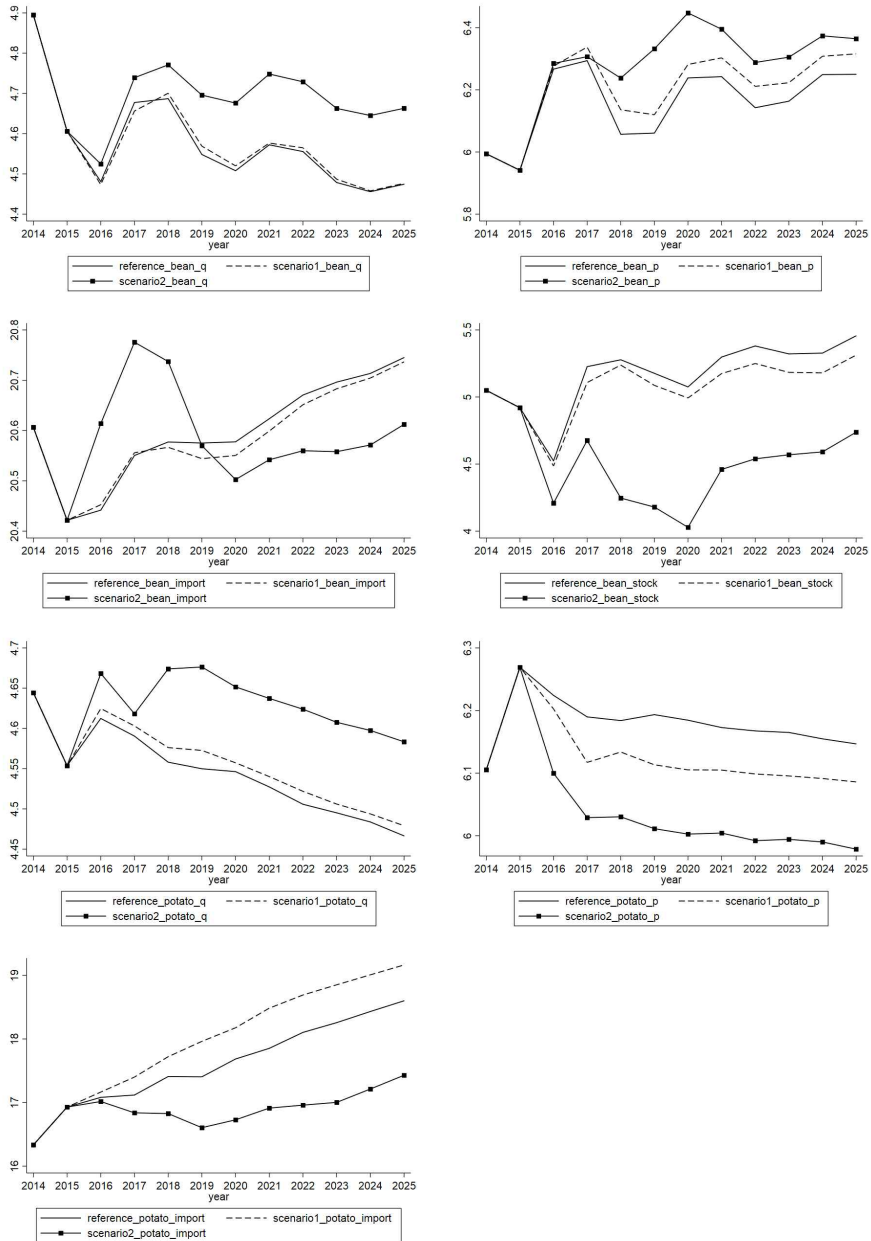 4.9
4.8
4.7
4.6
4.5
4.4
2014 2015 2016 2017 2018 2019 2020 2021 2022 2023 2024 2025
year
reference_bean_q scenario1_bean_q
scenario2_bean_q
6.4
6.2
6
5.8
2014 2015 2016 2017 2018 2019 2020 2021 2022 2023 2024 2025
year
reference_bean_p scenario1_bean_p
scenario2_bean_p
20.8
20.7
20.6
20.5
20.4
2014 2015 2016 2017 2018 2019 2020 2021 2022 2023 2024 2025
year
reference_bean_import scenario1_bean_import
scenario2_bean_import
5.5
5
4.5
4
2014 2015 2016 2017 2018 2019 2020 2021 2022 2023 2024 2025
year
reference_bean_stock scenario1_bean_stock
scenario2_bean_stock
4.7
4.65
4.6
4.55
4.5
4.45
2014 2015 2016 2017 2018 2019 2020 2021 2022 2023 2024 2025
year
reference_potato_q scenario1_potato_q
scenario2_potato_q
6.3
6.2
6.1
6
2014 2015 2016 2017 2018 2019 2020 2021 2022 2023 2024 2025
year
reference_potato_p scenario1_potato_p
scenario2_potato_p
19
18
17
16
2014 2015 2016 2017 2018 2019 2020 2021 2022 2023 2024 2025
year
reference_potato_import scenario1_potato_import
scenario2_potato_import